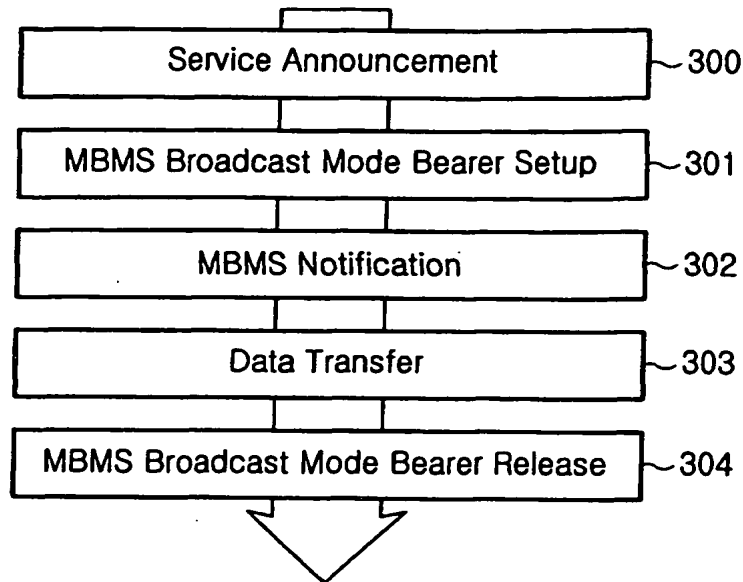 Service Announcement 300
MBMS Broadcast Mode Bearer Setup 301
MBMS Notification 302
Data Transfer 303
MBMS Broadcast Mode Bearer Release 304